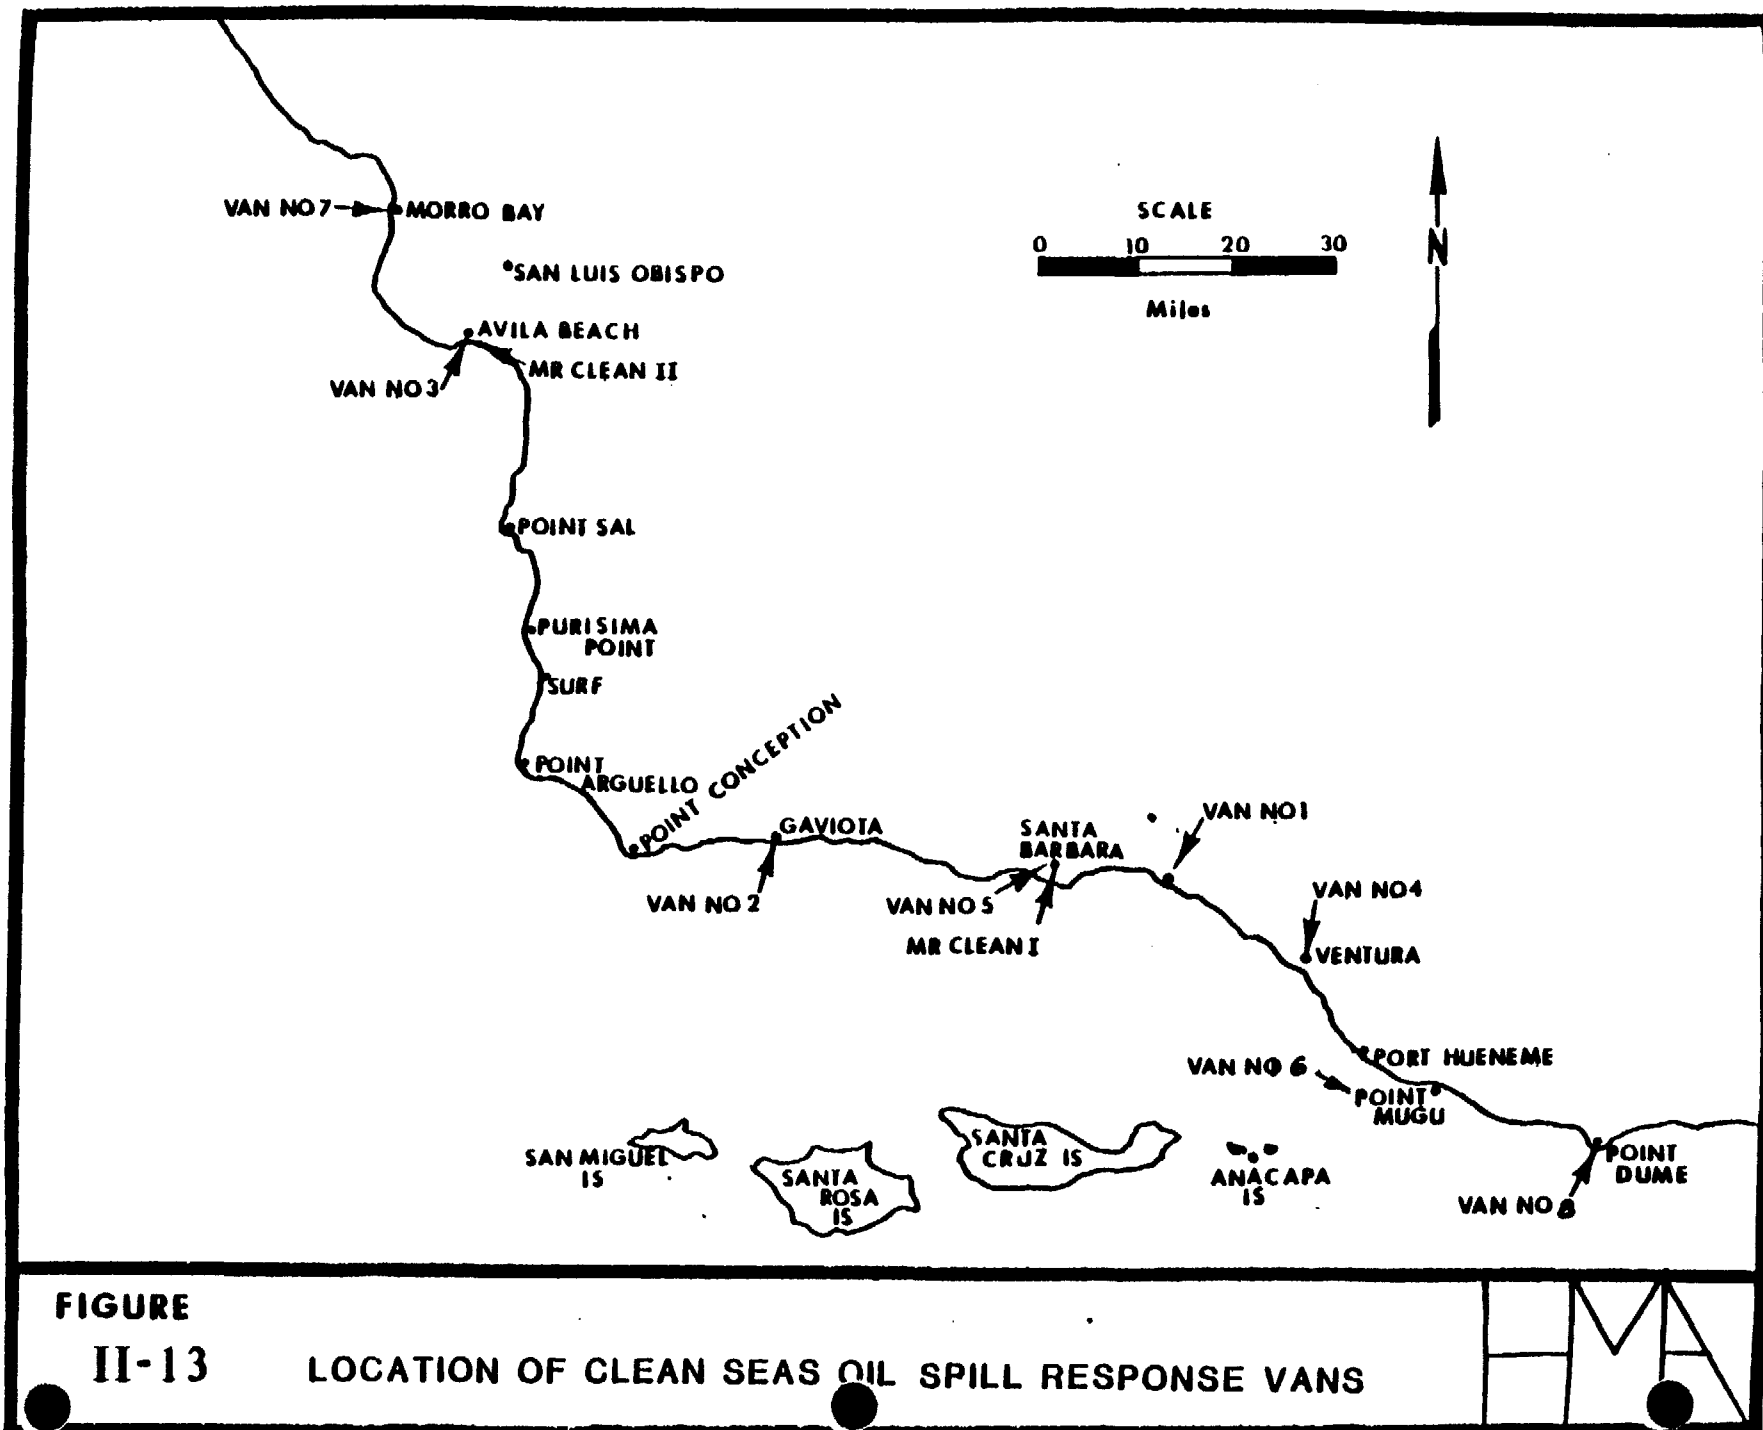 VAN NO 7
MORRO BAY
SAN LUIS OBISPO
AVILA BEACH
MR CLEAN II
VAN NO 3
SCALE
0 10 20 30
Miles
N
POINT SAL
PURISIMA
POINT
SURF
POINT
ARGUELLO
POINT CONCEPTION
GAVIOTA
VAN NO 2
SANTA
BARBARA
VAN NO 5
MR CLEAN I
VAN NO 1
VAN NO 4
VENTURA
PORT HUENEME
VAN NO 6
POINT
MUGU
POINT
DUME
VAN NO 8
SAN MIGUEL
IS
SANTA
ROSA
IS
SANTA
CRUZ IS
ANACAPA
IS
FIGURE
II-13
LOCATION OF CLEAN SEAS OIL SPILL RESPONSE VANS